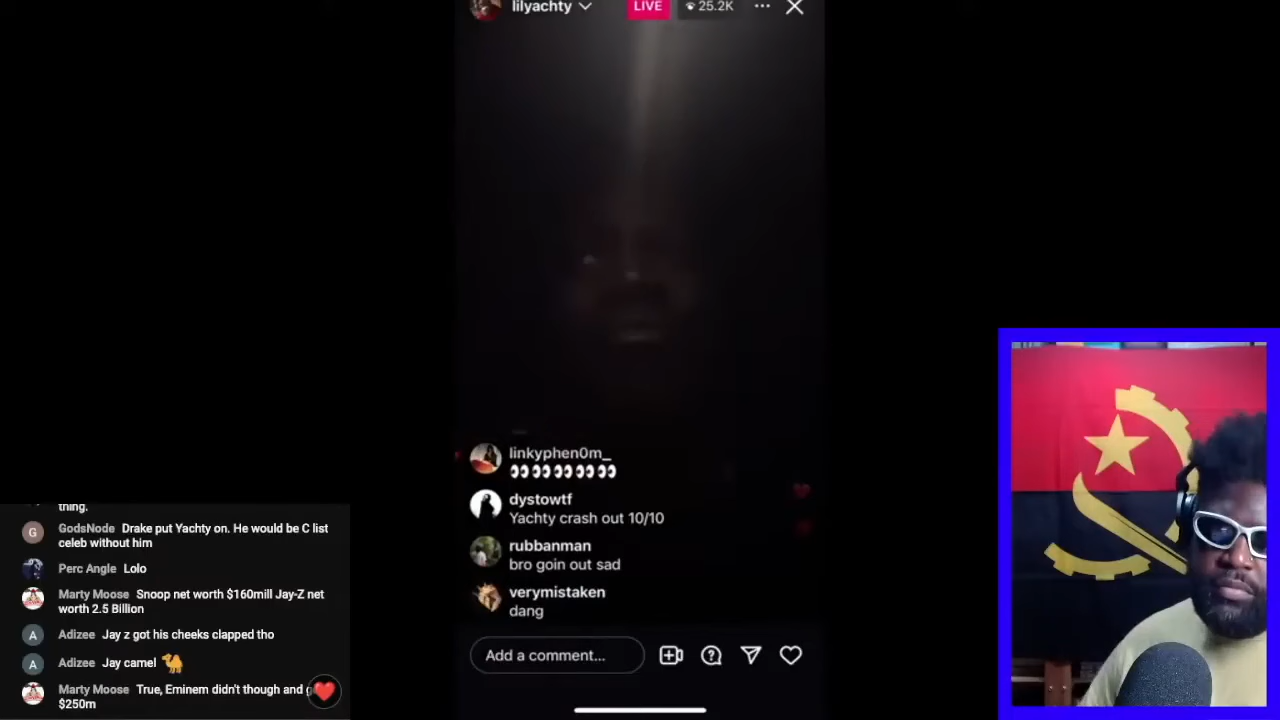 lilyachty
LIVE
25.2K
linkyphen0m_
👀👀👀👀👀👀
dystowtf
Yachty crash out 10/10
rubbanman
bro goin out sad
verymistaken
dang
Add a comment...
thing.
G
GodsNode Drake put Yachty on. He would be C list
celeb without him
Perc Angle Lolo
Marty Moose Snoop net worth $160mill Jay-Z net
worth 2.5 Billion
A
Adizee Jay z got his cheeks clapped tho
A
Adizee Jay camel 🐪
Marty Moose True, Eminem didn't though and
$250m